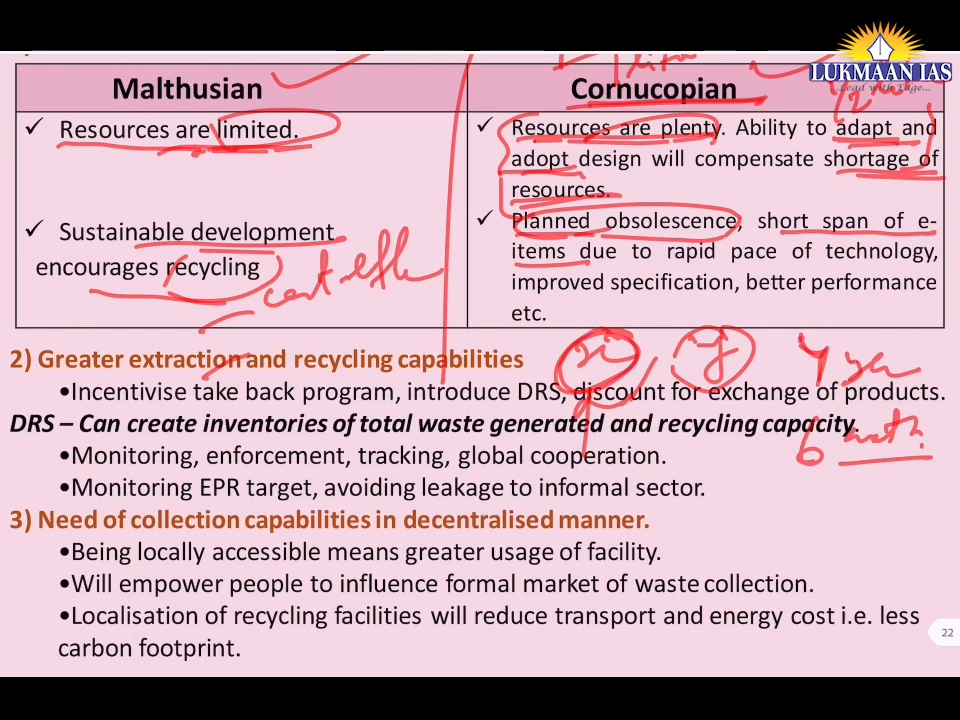 LUKMAAN IAS
...Lead with Edge...
Malthusian
Cornucopian
✓ Resources are limited.
✓ Sustainable development
encourages recycling
✓ Resources are plenty. Ability to adapt and
adopt design will compensate shortage of
resources.
✓ Planned obsolescence, short span of e-
items due to rapid pace of technology,
improved specification, better performance
etc.
2) Greater extraction and recycling capabilities
•Incentivise take back program, introduce DRS, discount for exchange of products.
DRS – Can create inventories of total waste generated and recycling capacity.
•Monitoring, enforcement, tracking, global cooperation.
•Monitoring EPR target, avoiding leakage to informal sector.
3) Need of collection capabilities in decentralised manner.
•Being locally accessible means greater usage of facility.
•Will empower people to influence formal market of waste collection.
•Localisation of recycling facilities will reduce transport and energy cost i.e. less
carbon footprint.
22